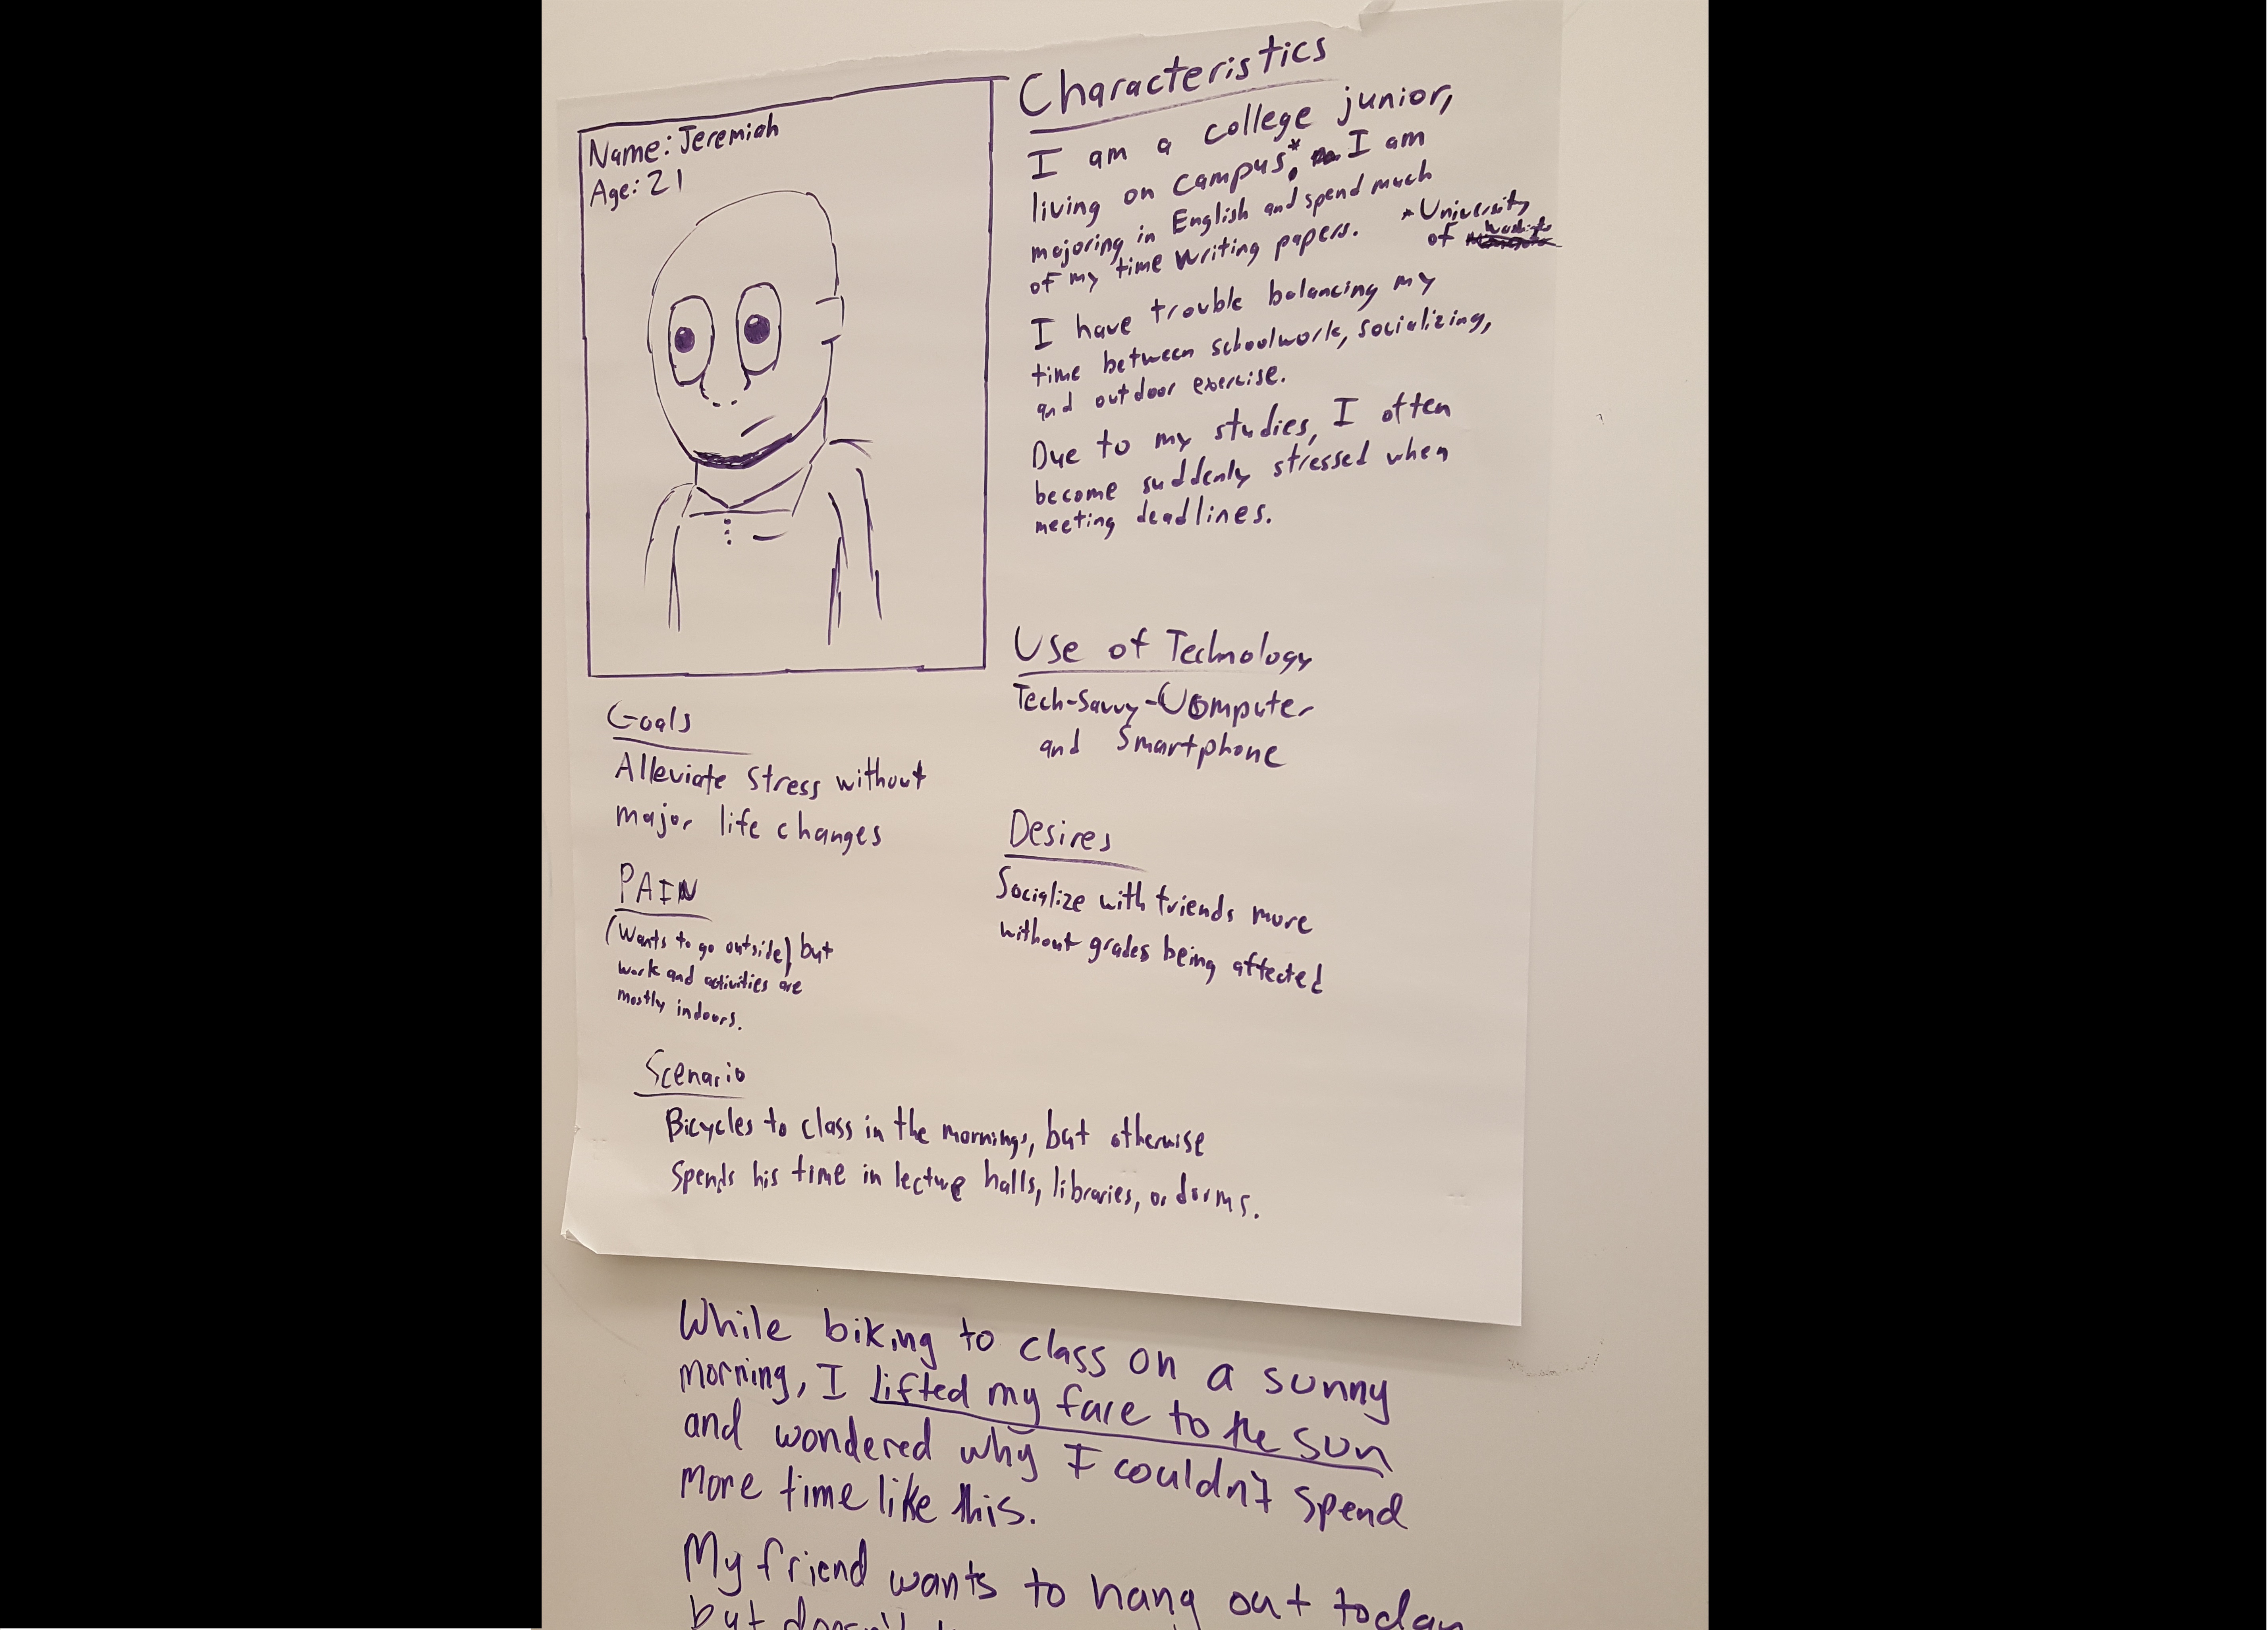 Name: Jeremiah
Age: 21
Characteristics
I am a college junior,
living on campus*. I am
majoring in English and spend much
of my time writing papers.
* University
of Washington
I have trouble balancing my
time between schoolwork, socializing,
and outdoor exercise.
Due to my studies, I often
become suddenly stressed when
meeting deadlines.
Use of Technology
Tech-Savvy-Computer
and Smartphone
Goals
Alleviate stress without
major life changes
Desires
Socialize with friends more
without grades being affected
PAIN
(Wants to go outside) but
work and activities are
mostly indoors.
Scenario
Bicycles to class in the mornings, but otherwise
Spends his time in lecture halls, libraries, or dorms.
While biking to class on a sunny
morning, I lifted my face to the sun
and wondered why I couldn't spend
more time like this.
My friend wants to hang out today
but doesn't